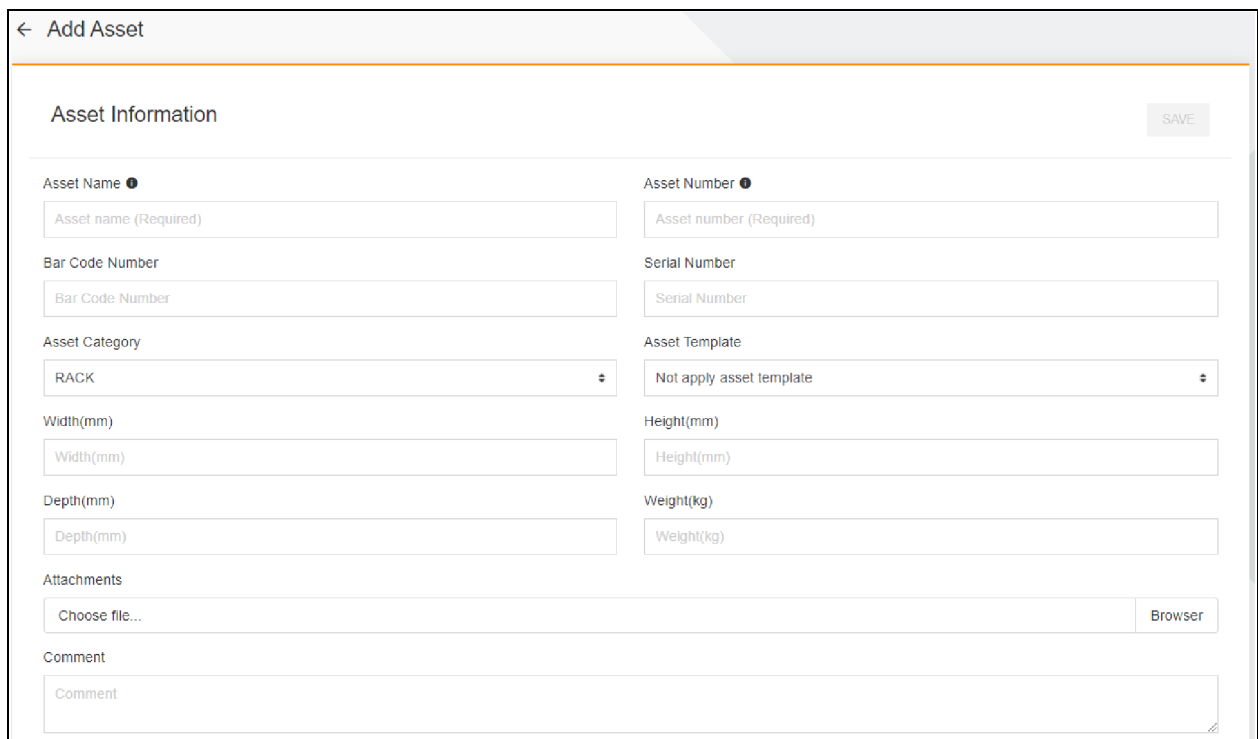 ← Add Asset
Asset Information
SAVE
Asset Name
Asset Number
Asset name (Required)
Asset number (Required)
Bar Code Number
Serial Number
Bar Code Number
Serial Number
Asset Category
Asset Template
RACK
Not apply asset template
Width(mm)
Height(mm)
Width(mm)
Height(mm)
Depth(mm)
Weight(kg)
Depth(mm)
Weight(kg)
Attachments
Choose file...
Browser
Comment
Comment